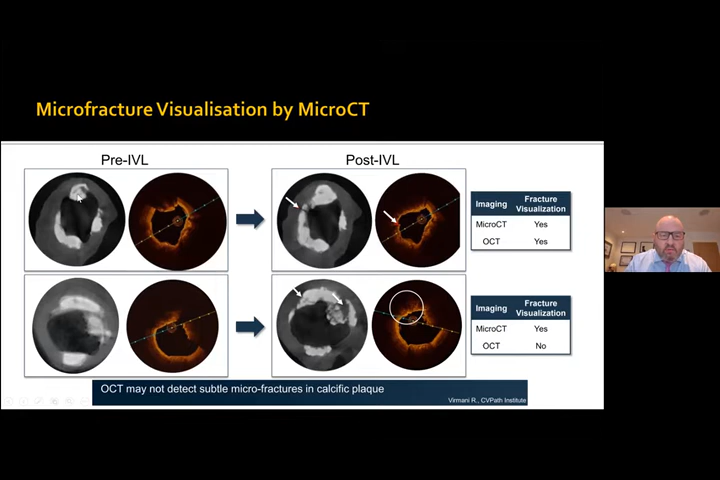 Microfracture Visualisation by MicroCT
Pre-IVL
Post-IVL
Imaging
Fracture
Visualization
MicroCT Yes
OCT Yes
Imaging
Fracture
Visualization
MicroCT Yes
OCT No
OCT may not detect subtle micro-fractures in calcific plaque
Virmani R., CVPath Institute